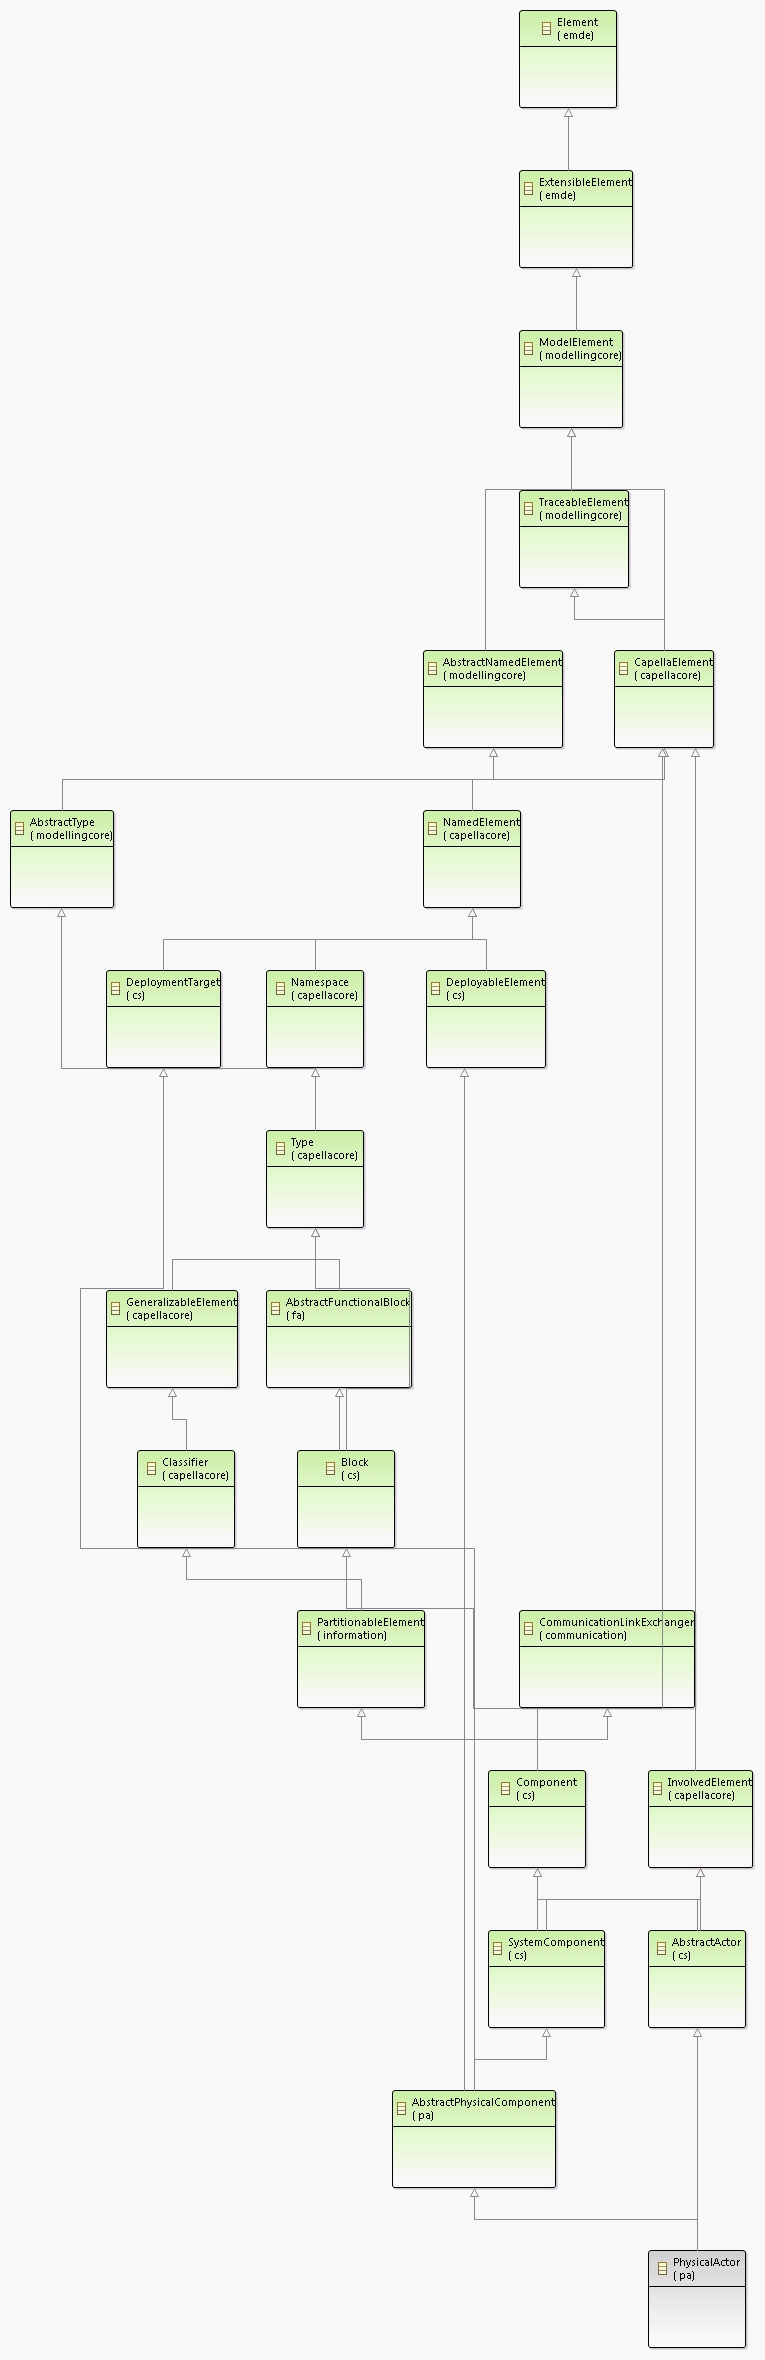 Element
( emde)
ExtensibleElement
( emde)
ModelElement
( modellingcore)
TraceableElement
( modellingcore)
AbstractNamedElement
( modellingcore)
CapellaElement
( capellacore)
AbstractType
( modellingcore)
NamedElement
( capellacore)
DeploymentTarget
( cs)
Namespace
( capellacore)
DeployableElement
( cs)
Type
( capellacore)
GeneralizableElement
( capellacore)
AbstractFunctionalBlock
( fa)
Classifier
( capellacore)
Block
( cs)
PartitionableElement
( information)
CommunicationLinkExchanger
( communication)
Component
( cs)
InvolvedElement
( capellacore)
SystemComponent
( cs)
AbstractActor
( cs)
AbstractPhysicalComponent
( pa)
PhysicalActor
( pa)